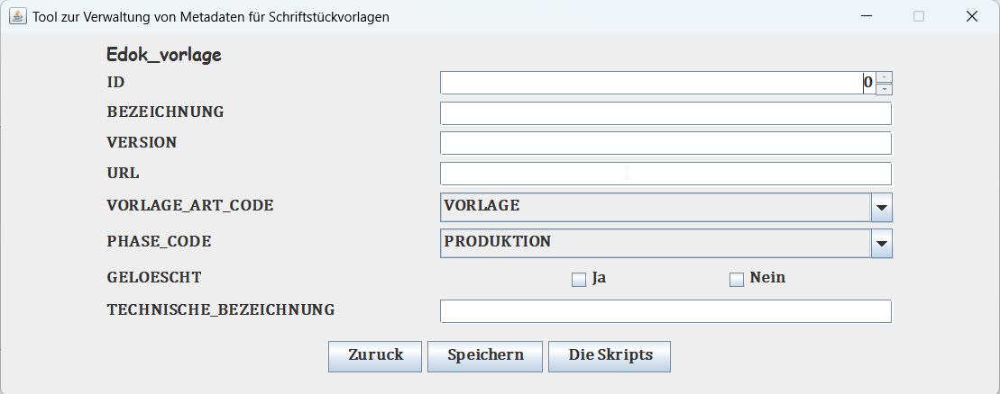 Tool zur Verwaltung von Metadaten für Schriftstückvorlagen
Edok_vorlage
ID 0
BEZEICHNUNG
VERSION
URL
VORLAGE_ART_CODE VORLAGE
PHASE_CODE PRODUKTION
GELOESCHT Ja Nein
TECHNISCHE_BEZEICHNUNG
Zuruck Speichern Die Skripts